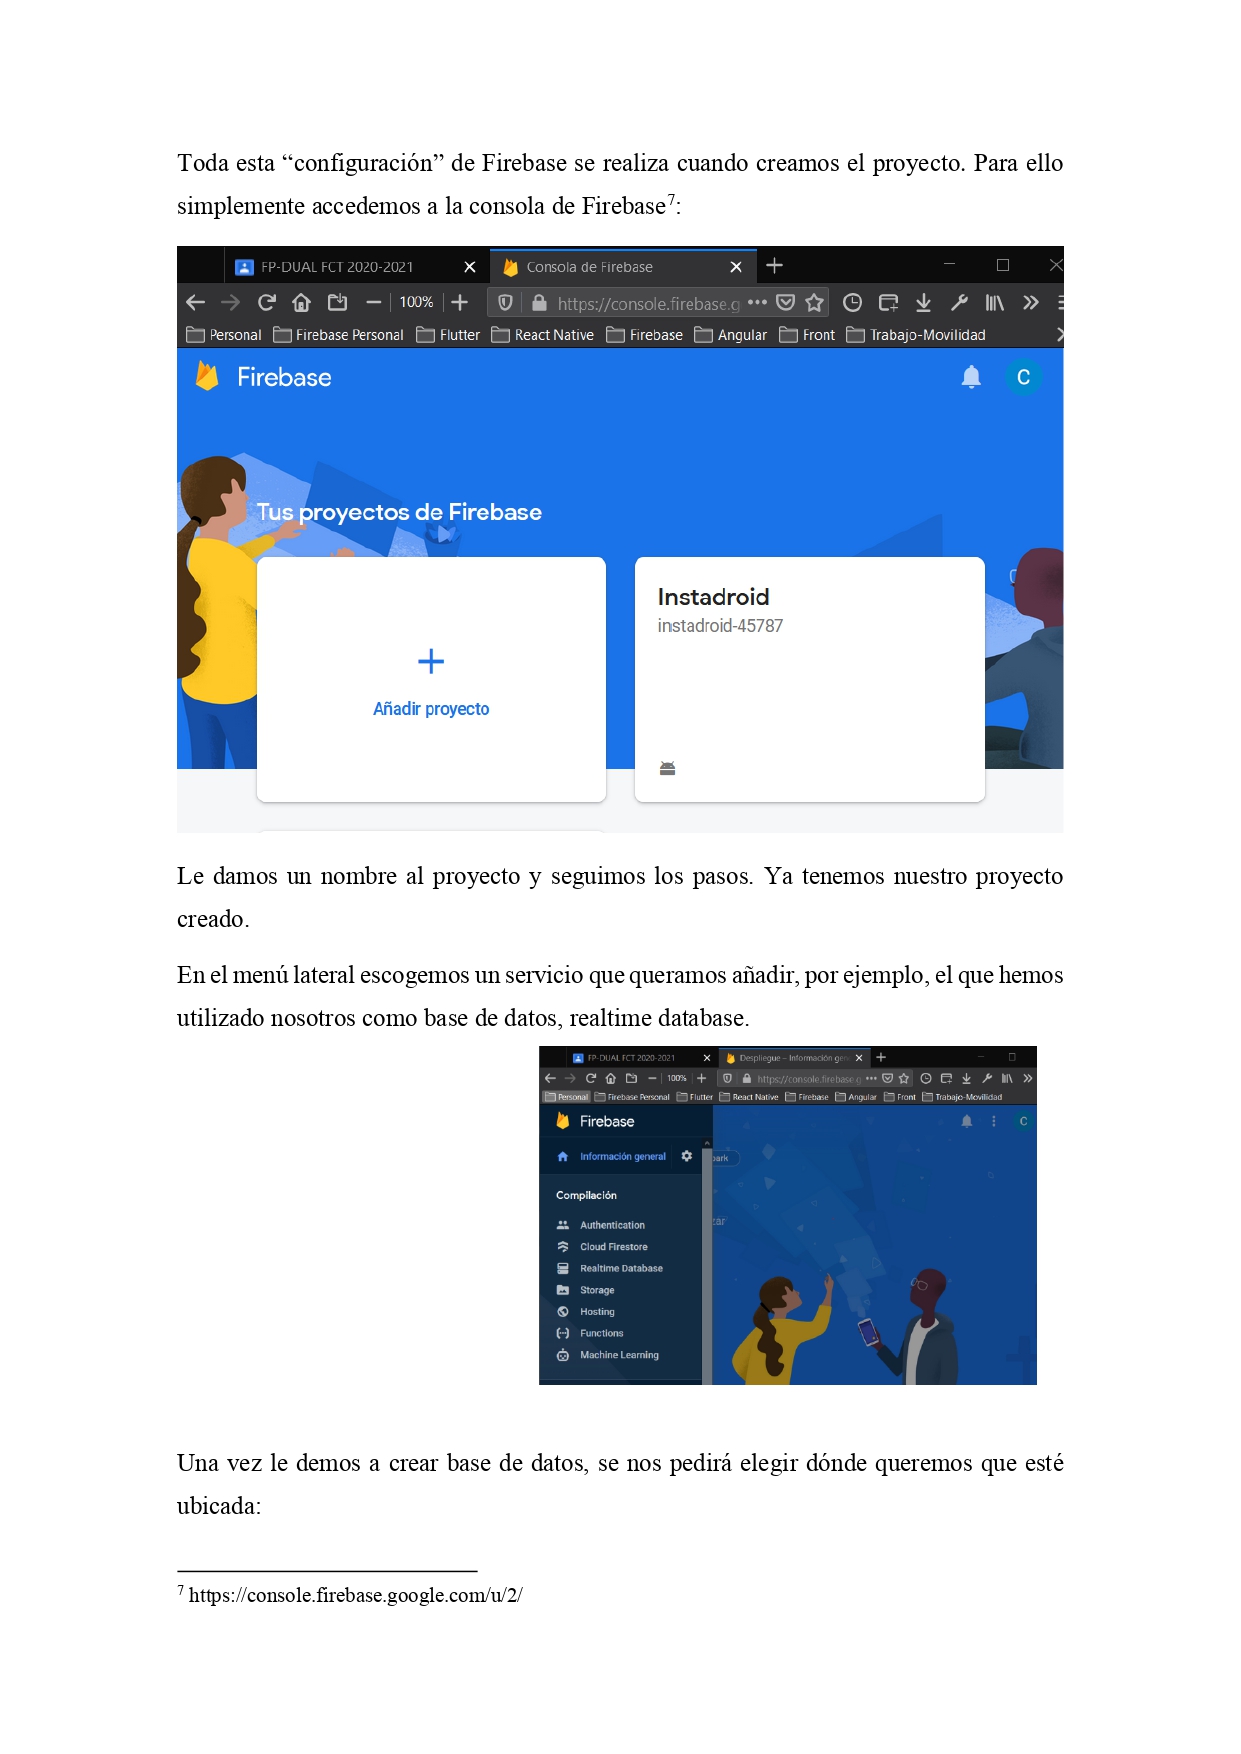 Toda esta “configuración” de Firebase se realiza cuando creamos el proyecto. Para ello
simplemente accedemos a la consola de Firebase7:
FP-DUAL FCT 2020-2021
Consola de Firebase
100%
https://console.firebase.g
Personal Firebase Personal Flutter React Native Firebase Angular Front Trabajo-Movilidad
Firebase
C
Tus proyectos de Firebase
Instadroid
instadroid-45787
Añadir proyecto
Le damos un nombre al proyecto y seguimos los pasos. Ya tenemos nuestro proyecto
creado.
En el menú lateral escogemos un servicio que queramos añadir, por ejemplo, el que hemos
utilizado nosotros como base de datos, realtime database.
FP-DUAL FCT 2020-2021
Despliegue – Información gen
100%
https://console.firebase.g
Personal Firebase Personal Flutter React Native Firebase Angular Front Trabajo-Movilidad
Firebase
C
Información general
park
Compilación
zar
Authentication
Cloud Firestore
Realtime Database
Storage
Hosting
Functions
Machine Learning
Una vez le demos a crear base de datos, se nos pedirá elegir dónde queremos que esté
ubicada:
7 https://console.firebase.google.com/u/2/